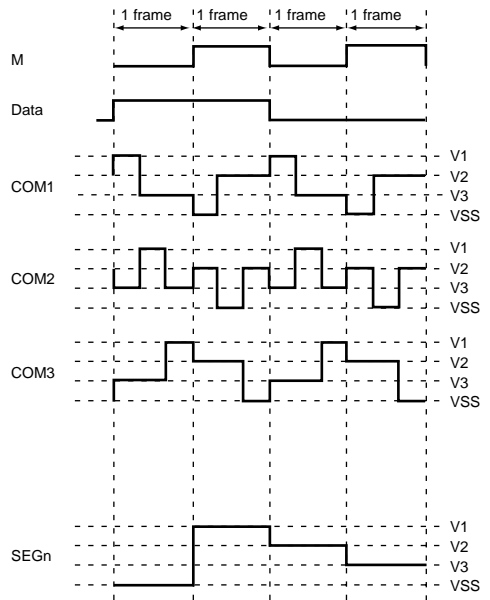 1 frame 1 frame 1 frame 1 frame
M
Data
COM1
V1
V2
V3
VSS
COM2
V1
V2
V3
VSS
COM3
V1
V2
V3
VSS
SEGn
V1
V2
V3
VSS